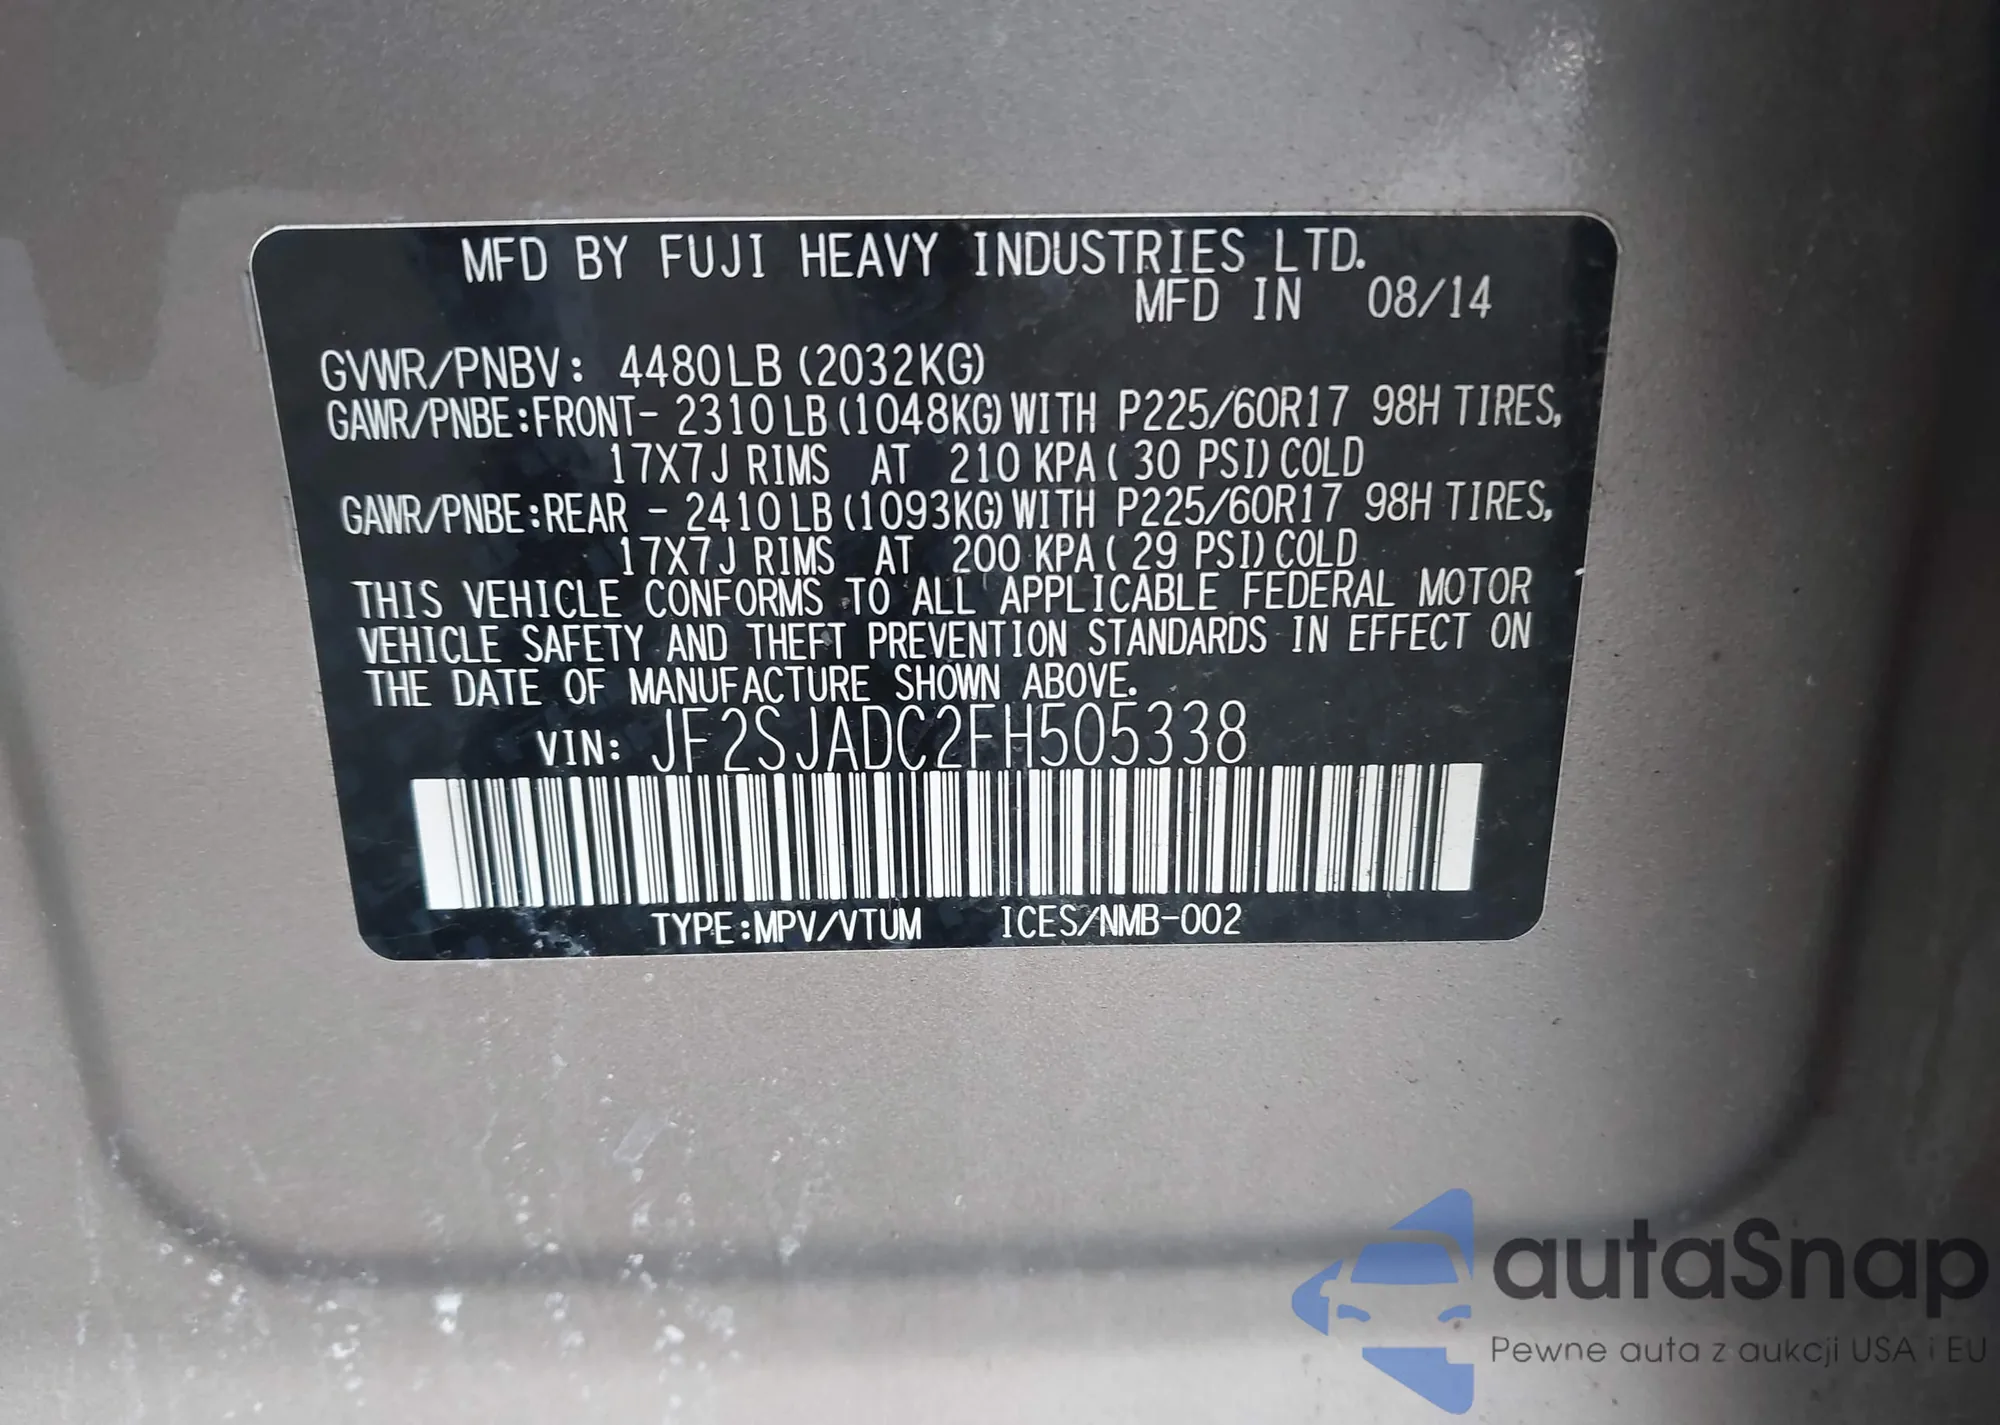 MFD BY FUJI HEAVY INDUSTRIES LTD.
MFD IN 08/14
GVWR/PNBV: 4480LB (2032KG)
GAWR/PNBE:FRONT- 2310LB(1048KG)WITH P225/60R17 98H TIRES,
17X7J RIMS AT 210 KPA( 30 PSI)COLD
GAWR/PNBE:REAR - 2410LB(1093KG)WITH P225/60R17 98H TIRES,
17X7J RIMS AT 200 KPA( 29 PSI)COLD
THIS VEHICLE CONFORMS TO ALL APPLICABLE FEDERAL MOTOR
VEHICLE SAFETY AND THEFT PREVENTION STANDARDS IN EFFECT ON
THE DATE OF MANUFACTURE SHOWN ABOVE.
VIN: JF2SJADC2FH505338
TYPE:MPV/VTUM ICES/NMB-002
autaSnap
Pewne auta z aukcji USA i EU